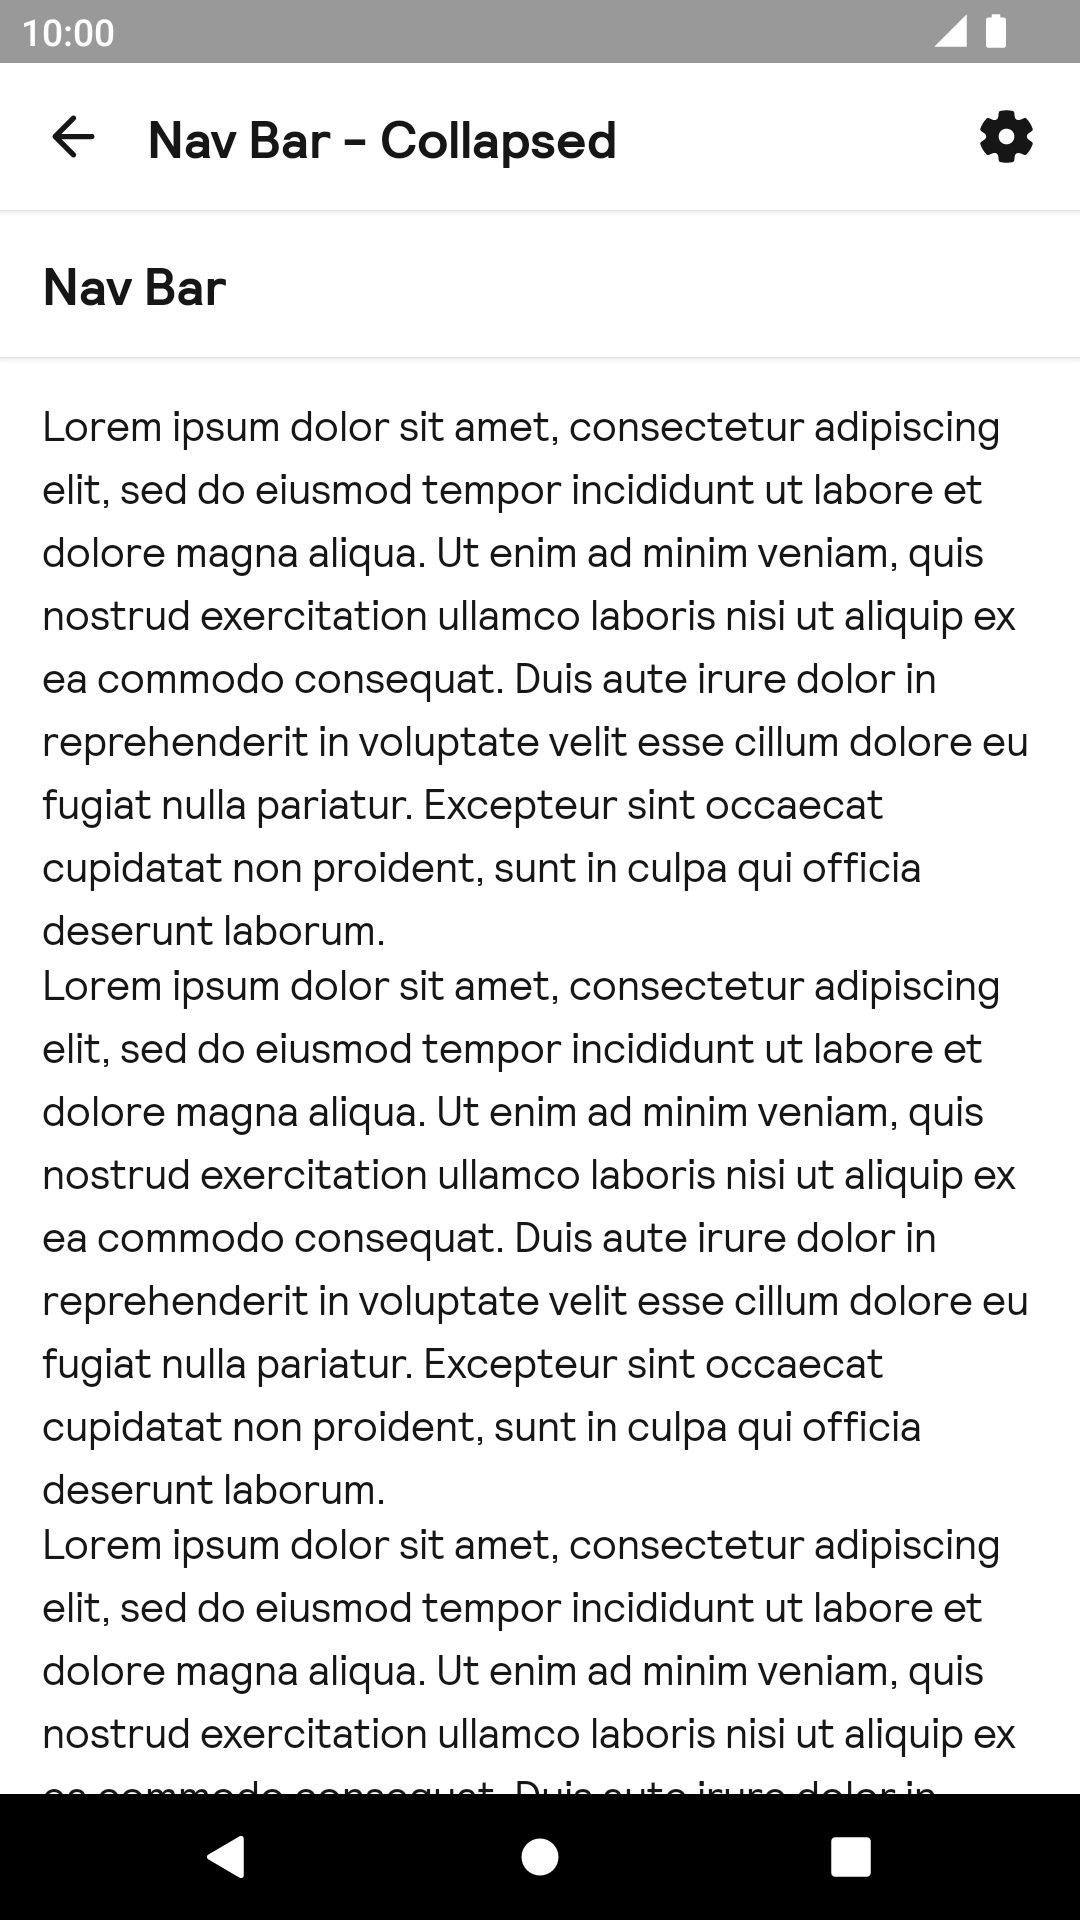 10:00
Nav Bar - Collapsed
Nav Bar
Lorem ipsum dolor sit amet, consectetur adipiscing
elit, sed do eiusmod tempor incididunt ut labore et
dolore magna aliqua. Ut enim ad minim veniam, quis
nostrud exercitation ullamco laboris nisi ut aliquip ex
ea commodo consequat. Duis aute irure dolor in
reprehenderit in voluptate velit esse cillum dolore eu
fugiat nulla pariatur. Excepteur sint occaecat
cupidatat non proident, sunt in culpa qui officia
deserunt laborum.
Lorem ipsum dolor sit amet, consectetur adipiscing
elit, sed do eiusmod tempor incididunt ut labore et
dolore magna aliqua. Ut enim ad minim veniam, quis
nostrud exercitation ullamco laboris nisi ut aliquip ex
ea commodo consequat. Duis aute irure dolor in
reprehenderit in voluptate velit esse cillum dolore eu
fugiat nulla pariatur. Excepteur sint occaecat
cupidatat non proident, sunt in culpa qui officia
deserunt laborum.
Lorem ipsum dolor sit amet, consectetur adipiscing
elit, sed do eiusmod tempor incididunt ut labore et
dolore magna aliqua. Ut enim ad minim veniam, quis
nostrud exercitation ullamco laboris nisi ut aliquip ex
ea commodo consequat. Duis aute irure dolor in